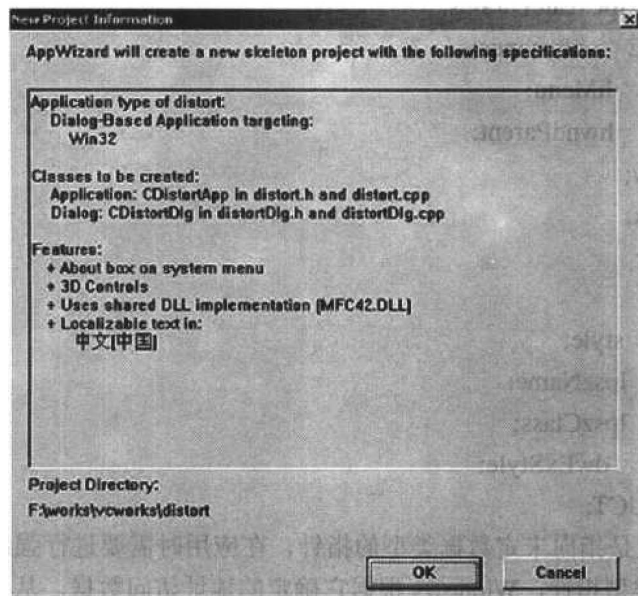 New Project Information
AppWizard will create a new skeleton project with the following specifications:
Application type of distort:
Dialog-Based Application targeting:
Win32
Classes to be created:
Application: CDistortApp in distort.h and distort.cpp
Dialog: CDistortDlg in distortDlg.h and distortDlg.cpp
Features:
+ About box on system menu
+ 3D Controls
+ Uses shared DLL implementation (MFC42.DLL)
+ Localizable text in:
中文[中国]
Project Directory:
F:\works\vcworks\distort
OK
Cancel